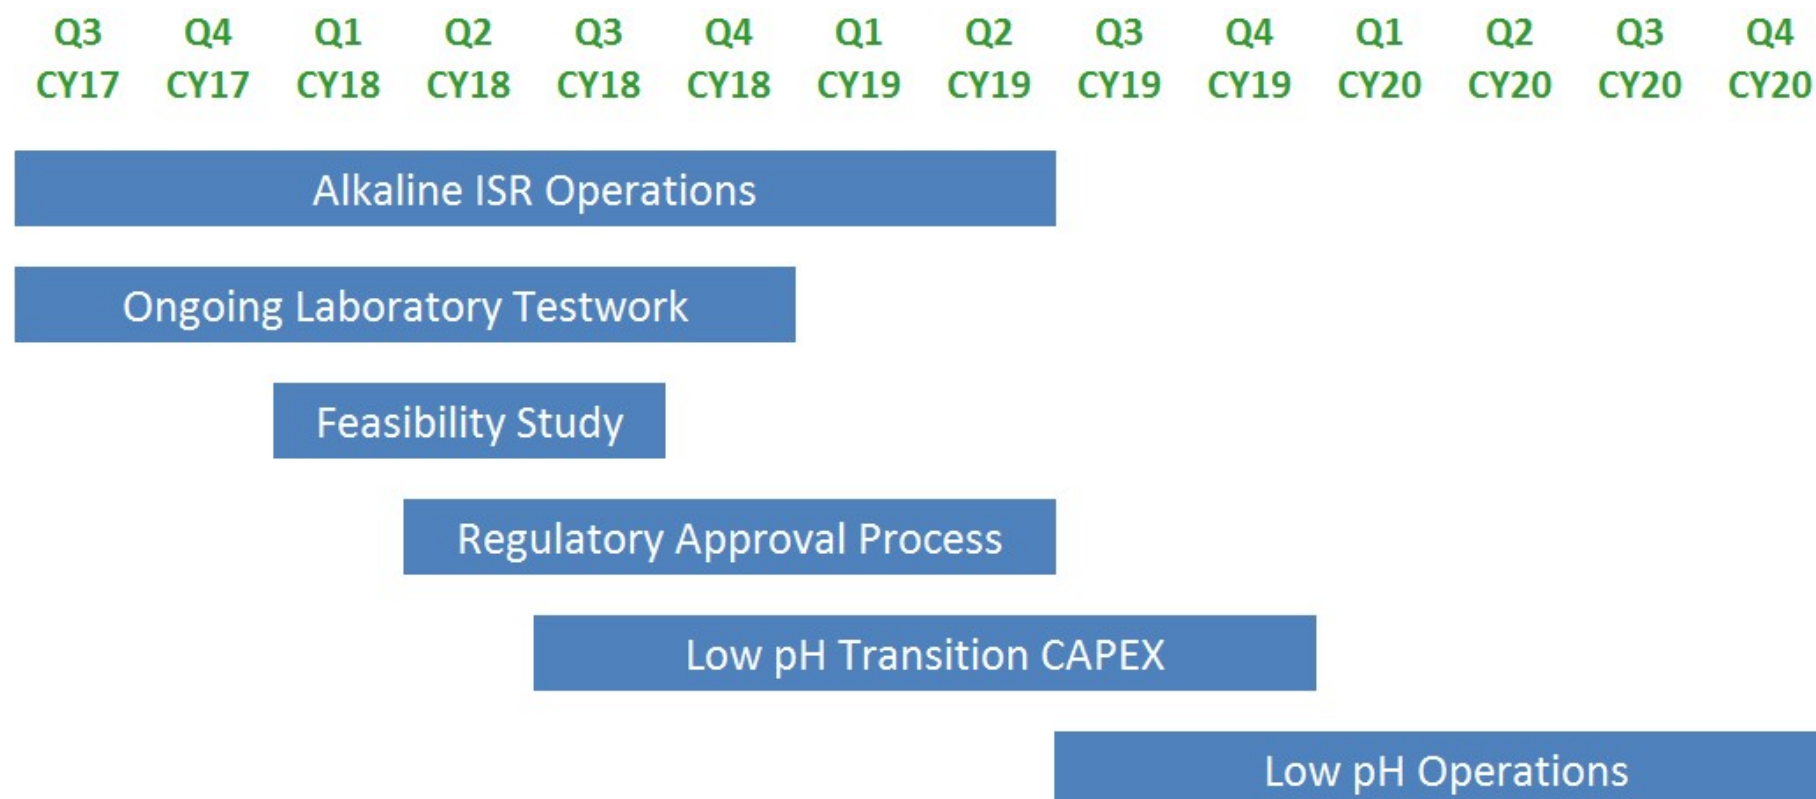 Q3 Q4 Q1 Q2 Q3 Q4 Q1 Q2 Q3 Q4 Q1 Q2 Q3 Q4
CY17 CY17 CY18 CY18 CY18 CY18 CY19 CY19 CY19 CY19 CY20 CY20 CY20 CY20
Alkaline ISR Operations
Ongoing Laboratory Testwork
Feasibility Study
Regulatory Approval Process
Low pH Transition CAPEX
Low pH Operations